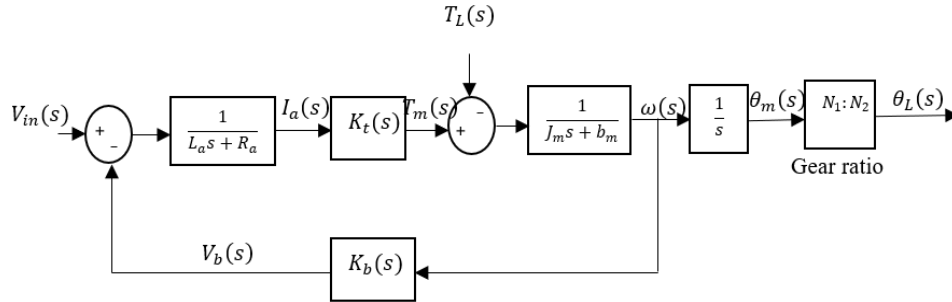 T_L(s)
V_in(s) + − 1/(L_a s + R_a) I_a(s) K_t(s) T_m(s) + − 1/(J_m s + b_m) ω(s) 1/s θ_m(s) N_1: N_2 θ_L(s)
Gear ratio
V_b(s) K_b(s)